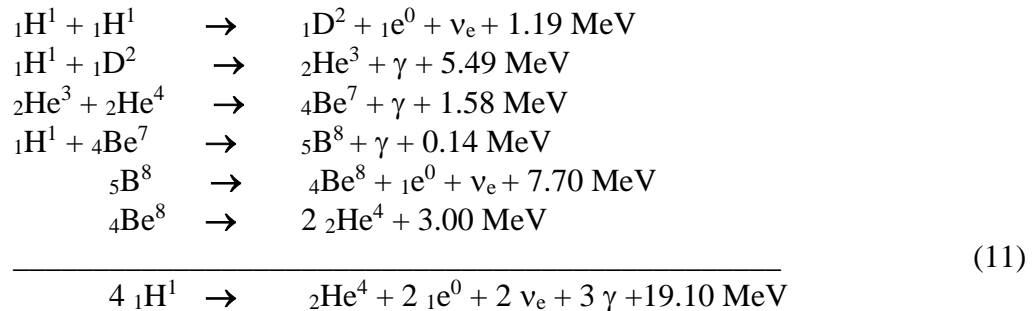 ₁H¹ + ₁H¹ → ₁D² + ₁e⁰ + νₑ + 1.19 MeV
₁H¹ + ₁D² → ₂He³ + γ + 5.49 MeV
₂He³ + ₂He⁴ → ₄Be⁷ + γ + 1.58 MeV
₁H¹ + ₄Be⁷ → ₅B⁸ + γ + 0.14 MeV
₅B⁸ → ₄Be⁸ + ₁e⁰ + νₑ + 7.70 MeV
₄Be⁸ → 2 ₂He⁴ + 3.00 MeV
(11)
4 ₁H¹ → ₂He⁴ + 2 ₁e⁰ + 2 νₑ + 3 γ +19.10 MeV